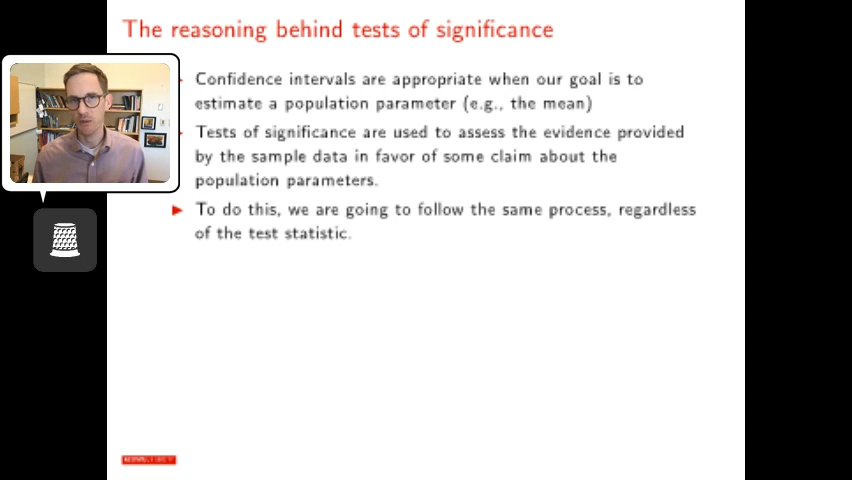 The reasoning behind tests of significance
Confidence intervals are appropriate when our goal is to
estimate a population parameter (e.g., the mean)
Tests of significance are used to assess the evidence provided
by the sample data in favor of some claim about the
population parameters.
To do this, we are going to follow the same process, regardless
of the test statistic.